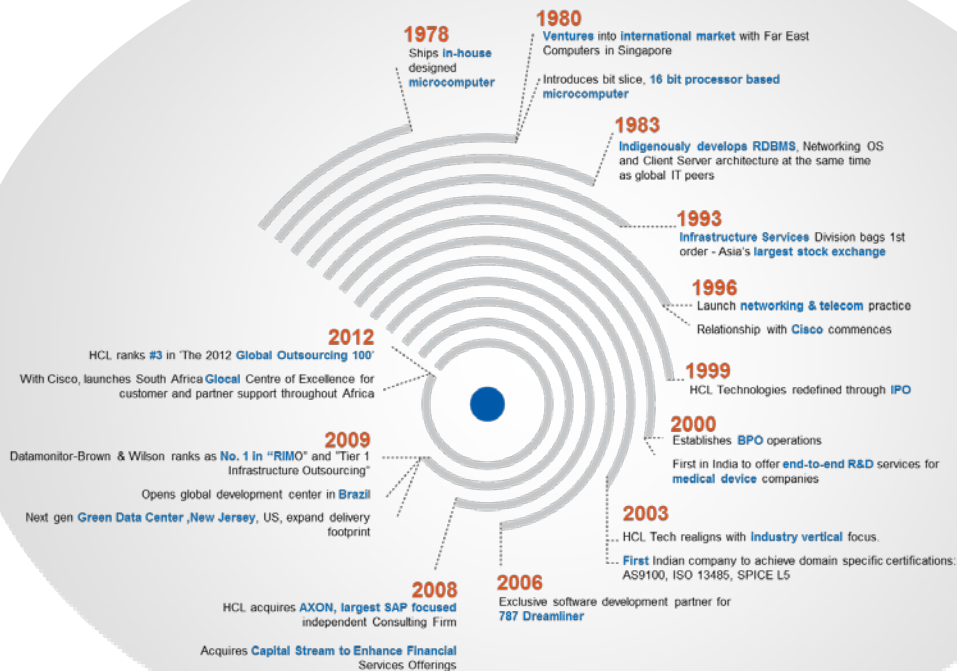 1978
Ships in-house
designed
microcomputer
1980
Ventures into international market with Far East
Computers in Singapore
Introduces bit slice, 16 bit processor based
microcomputer
1983
Indigenously develops RDBMS, Networking OS
and Client Server architecture at the same time
as global IT peers
1993
Infrastructure Services Division bags 1st
order - Asia's largest stock exchange
1996
Launch networking & telecom practice
Relationship with Cisco commences
1999
HCL Technologies redefined through IPO
2000
Establishes BPO operations
First in India to offer end-to-end R&D services for
medical device companies
2003
HCL Tech realigns with industry vertical focus.
First Indian company to achieve domain specific certifications:
AS9100, ISO 13485, SPICE L5
2006
Exclusive software development partner for
787 Dreamliner
2008
HCL acquires AXON, largest SAP focused
independent Consulting Firm
Acquires Capital Stream to Enhance Financial
Services Offerings
2009
Datamonitor-Brown & Wilson ranks as No. 1 in “RIMO” and "Tier 1
Infrastructure Outsourcing”
Opens global development center in Brazil
Next gen Green Data Center ,New Jersey, US, expand delivery
footprint
2012
HCL ranks #3 in ‘The 2012 Global Outsourcing 100’
With Cisco, launches South Africa Glocal Centre of Excellence for
customer and partner support throughout Africa